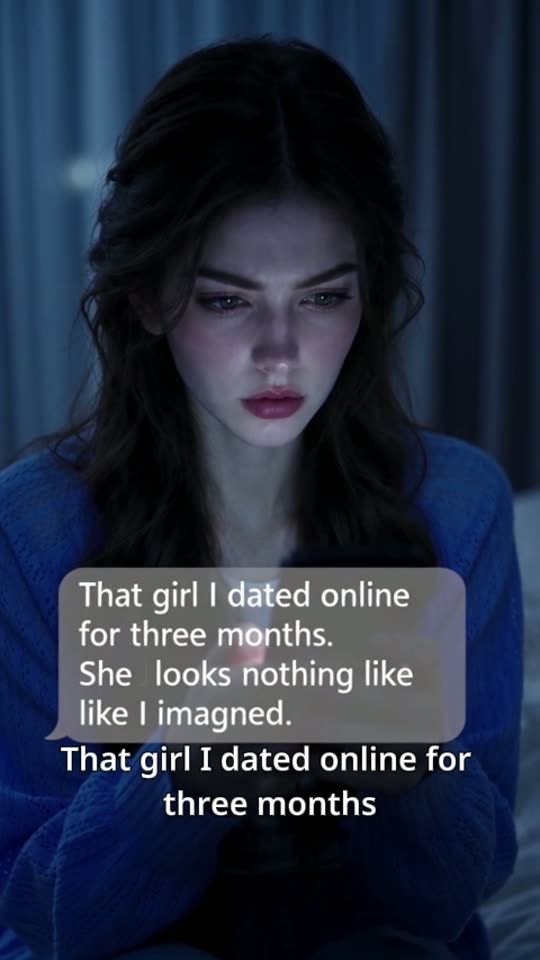 That girl I dated online
for three months.
She looks nothing like
like I imagned.
That girl I dated online for
three months